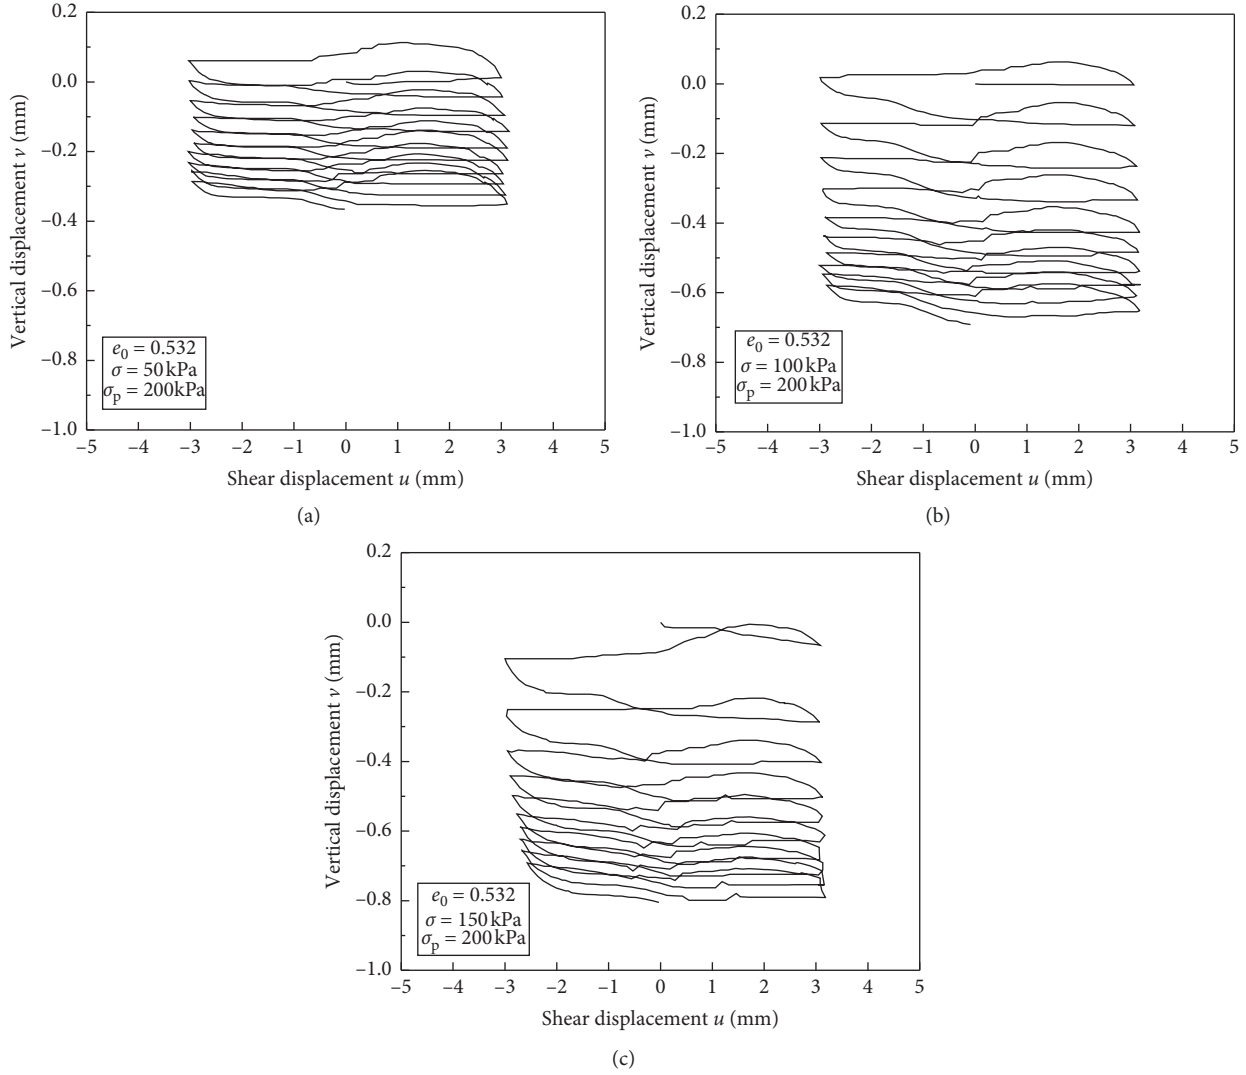 0.2
0.0
−0.2
−0.4
−0.6
−0.8
−1.0
Vertical displacement v (mm)
e0 = 0.532
σ = 50 kPa
σp = 200kPa
−5 −4 −3 −2 −1 0 1 2 3 4 5
Shear displacement u (mm)
(a)
0.2
0.0
−0.2
−0.4
−0.6
−0.8
−1.0
Vertical displacement v (mm)
e0 = 0.532
σ = 100 kPa
σp = 200 kPa
−5 −4 −3 −2 −1 0 1 2 3 4 5
Shear displacement u (mm)
(b)
0.2
0.0
−0.2
−0.4
−0.6
−0.8
−1.0
Vertical displacement v (mm)
e0 = 0.532
σ = 150 kPa
σp = 200 kPa
−5 −4 −3 −2 −1 0 1 2 3 4 5
Shear displacement u (mm)
(c)